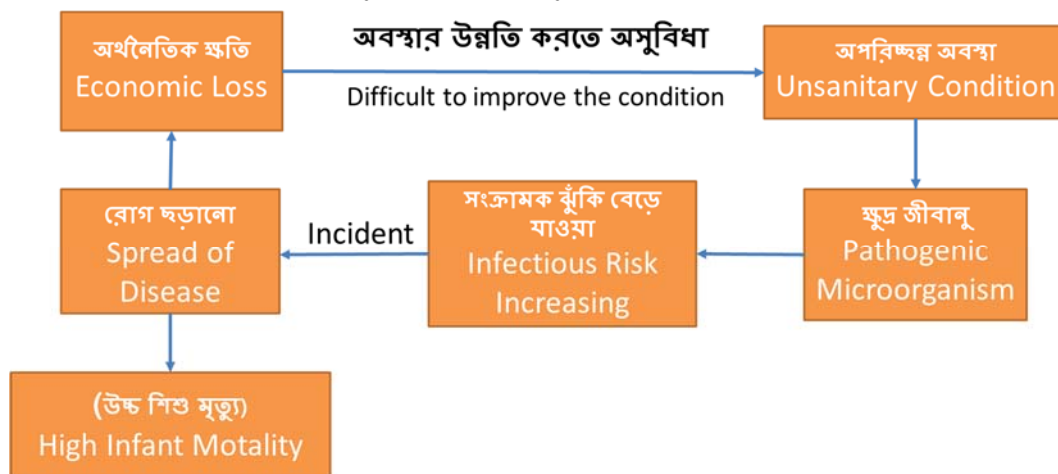 অর্থনৈতিক ক্ষতি
Economic Loss
অবস্থার উন্নতি করতে অসুবিধা
Difficult to improve the condition
অপরিচ্ছন্ন অবস্থা
Unsanitary Condition
রোগ ছড়ানো
Spread of
Disease
Incident
সংক্রামক ঝুঁকি বেড়ে
যাওয়া
Infectious Risk
Increasing
ক্ষুদ্র জীবানু
Pathogenic
Microorganism
(উচ্চ শিশু মৃত্যু)
High Infant Motality